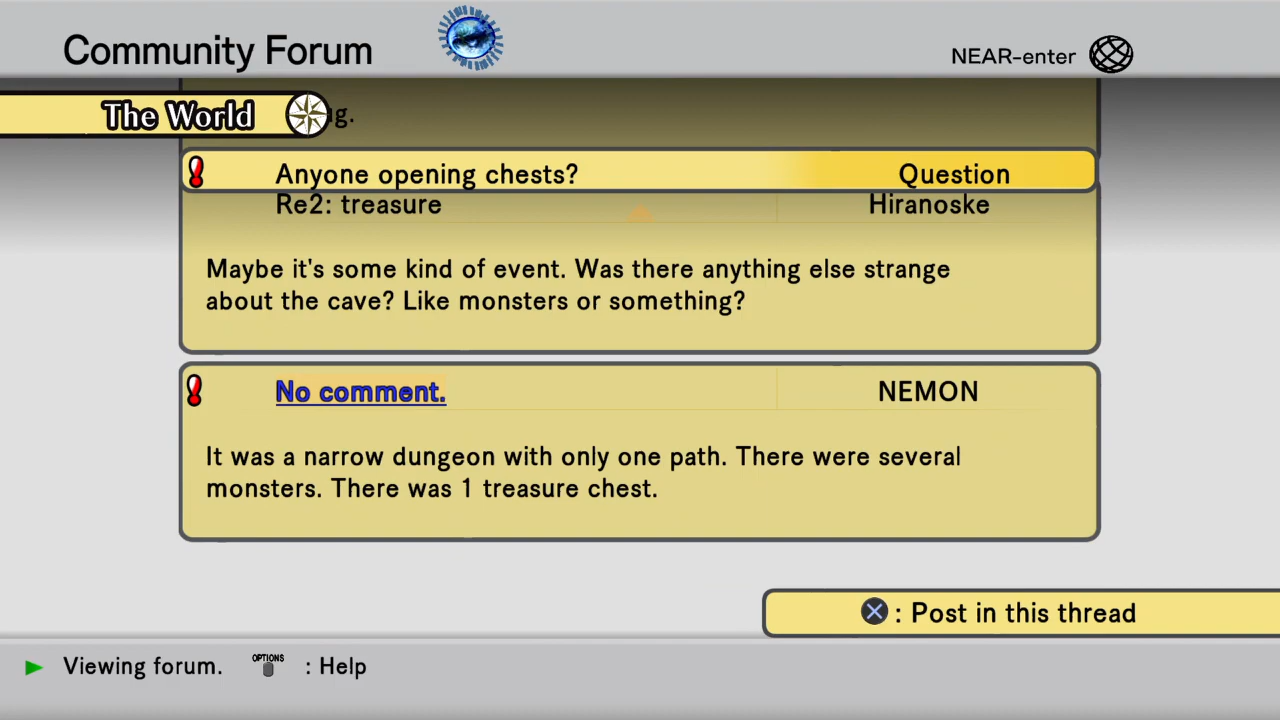 Community Forum
NEAR-enter
The World
g.
Anyone opening chests?
Question
Re2: treasure
Hiranoske
Maybe it's some kind of event. Was there anything else strange
about the cave? Like monsters or something?
No comment.
NEMON
It was a narrow dungeon with only one path. There were several
monsters. There was 1 treasure chest.
: Post in this thread
Viewing forum.
OPTIONS
: Help